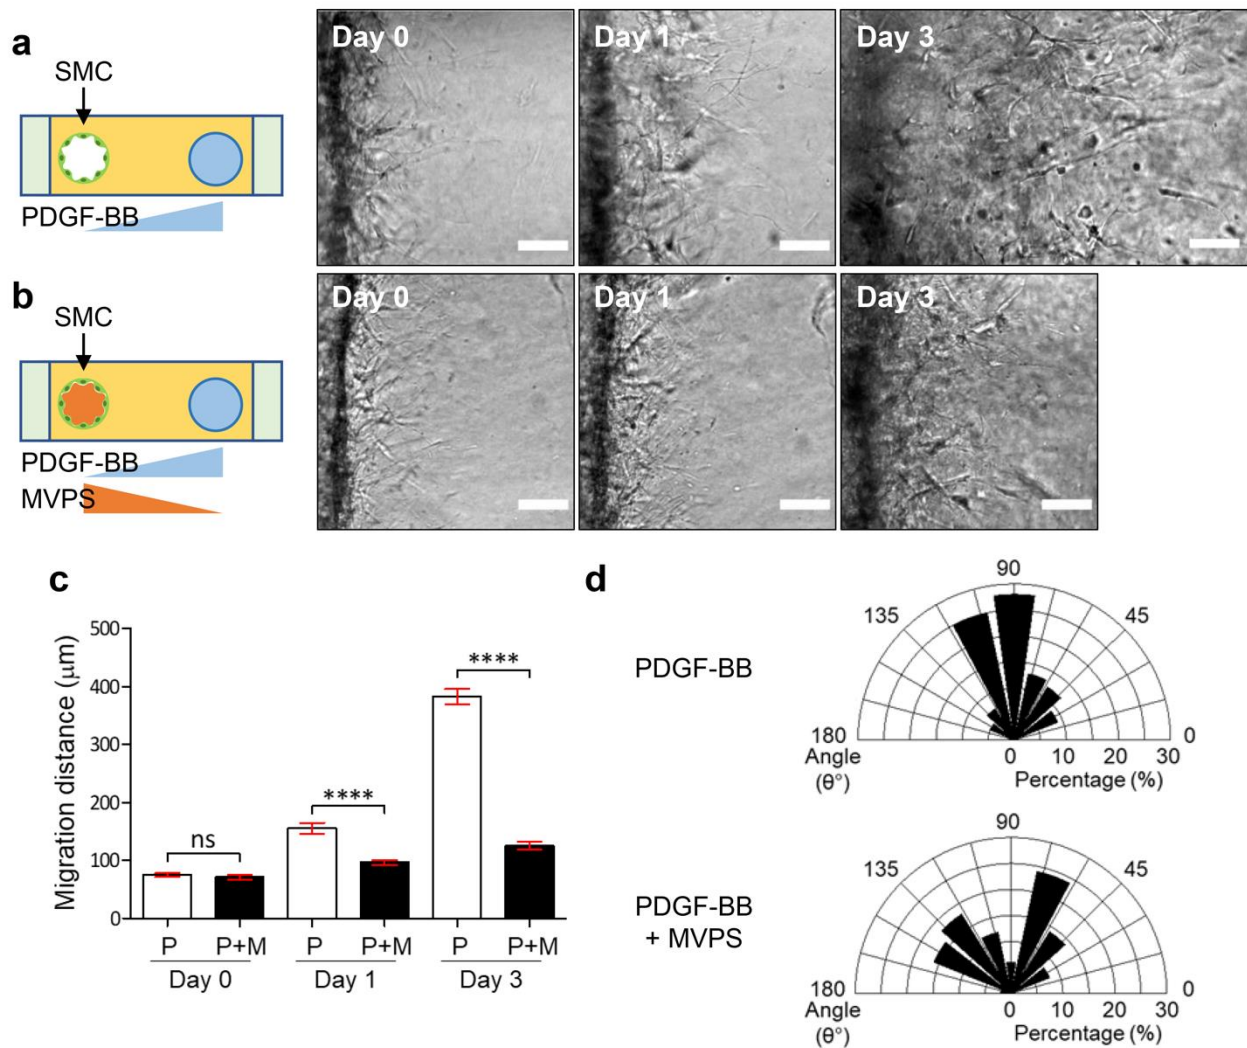 a
SMC
PDGF-BB
Day 0
Day 1
Day 3
b
SMC
PDGF-BB
MVPS
Day 0
Day 1
Day 3
c
Migration distance (μm)
500
400
300
200
100
0
ns
****
****
P
P+M
P
P+M
P
P+M
Day 0
Day 1
Day 3
d
PDGF-BB
90
135
45
180
0
Angle
(θ°)
0 10 20 30
Percentage (%)
PDGF-BB
+ MVPS
90
135
45
180
0
Angle
(θ°)
0 10 20 30
Percentage (%)